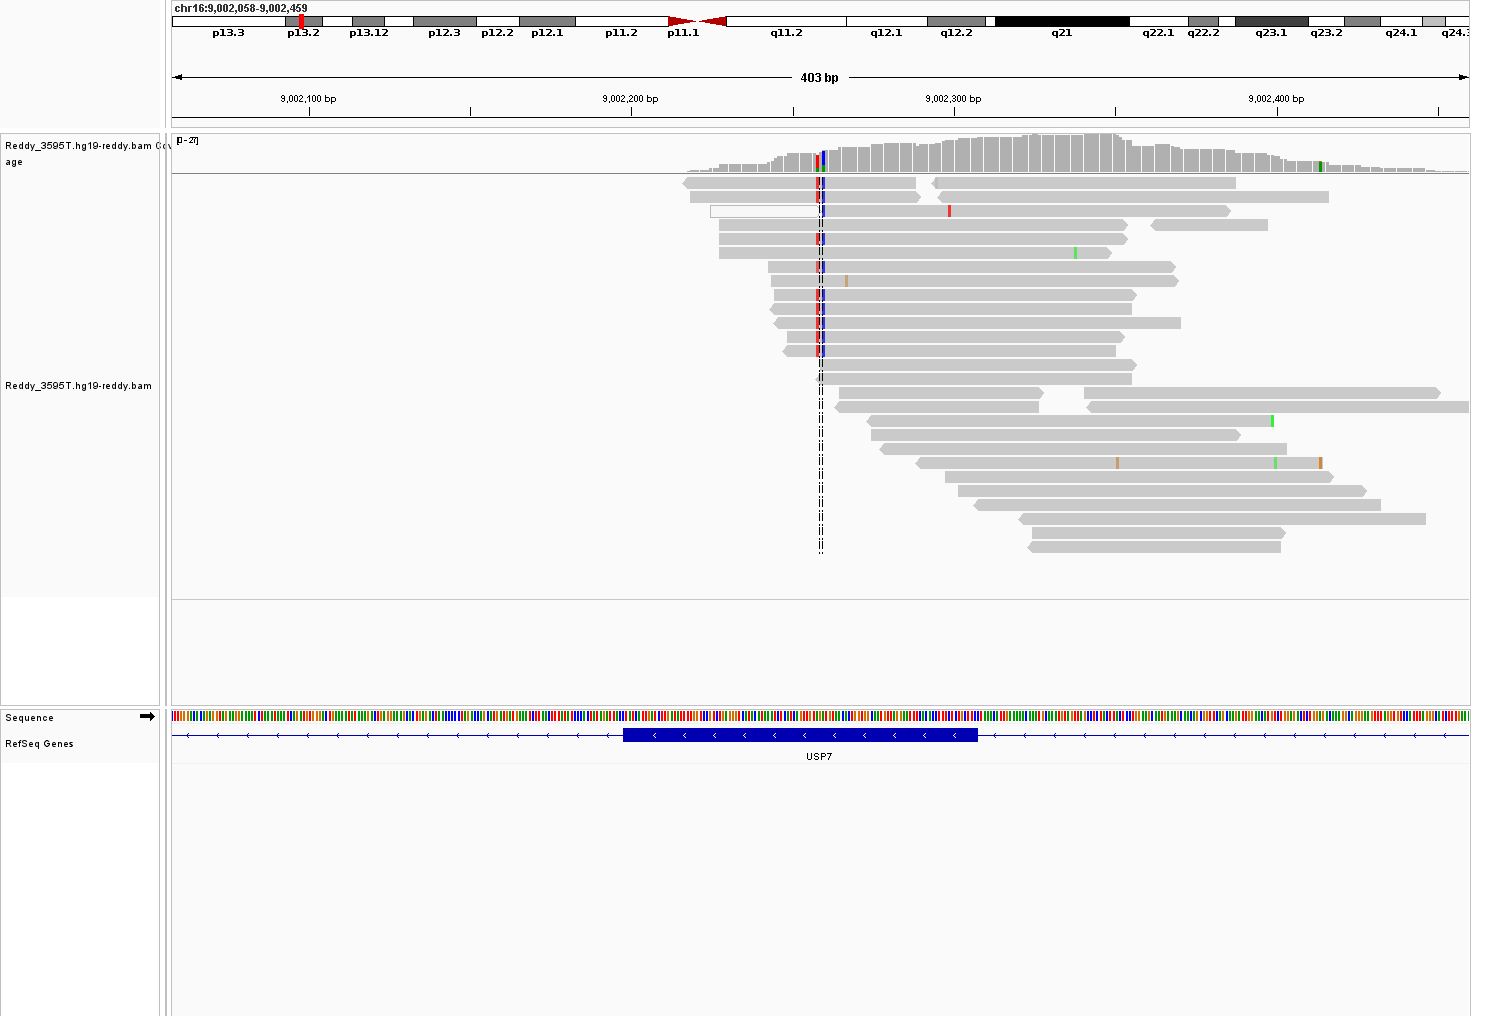 chr16:9,002,058-9,002,459
p13.3 p13.2 p13.12 p12.3 p12.2 p12.1 p11.2 p11.1 q11.2 q12.1 q12.2 q21 q22.1 q22.2 q23.1 q23.2 q24.1 q24.3
403 bp
9,002,100 bp 9,002,200 bp 9,002,300 bp 9,002,400 bp
Reddy_3595T.hg19-reddy.bam Cov
age
[0 - 27]
Reddy_3595T.hg19-reddy.bam
Sequence
RefSeq Genes
USP7